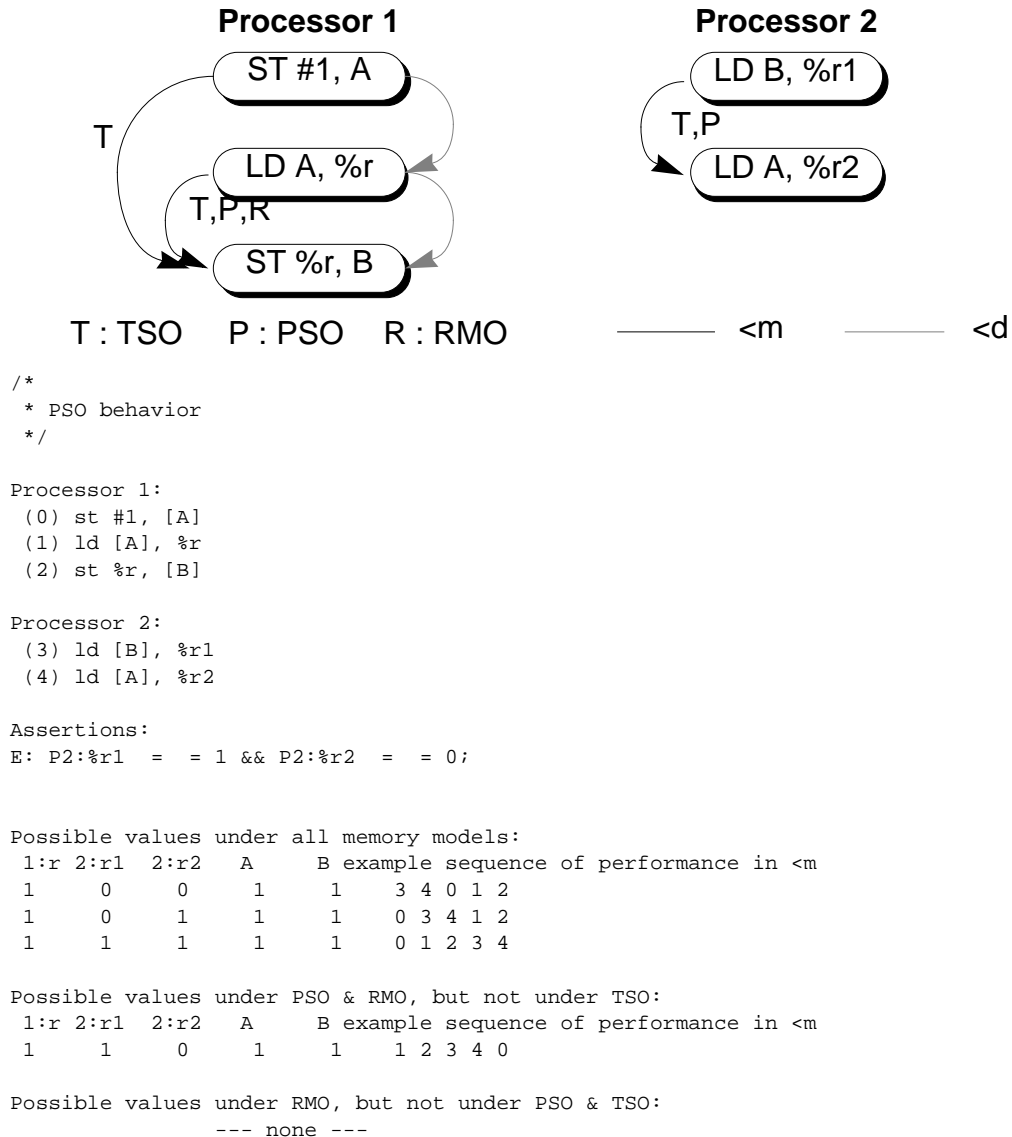 Processor 1 Processor 2
ST #1, A LD B, %r1
T T,P
LD A, %r LD A, %r2
T,P,R
ST %r, B
T : TSO P : PSO R : RMO <m <d
/*
 * PSO behavior
 */
Processor 1:
 (0) st #1, [A]
 (1) ld [A], %r
 (2) st %r, [B]
Processor 2:
 (3) ld [B], %r1
 (4) ld [A], %r2
Assertions:
E: P2:%r1 = = 1 && P2:%r2 = = 0;
Possible values under all memory models:
 1:r 2:r1 2:r2 A B example sequence of performance in <m
 1 0 0 1 1 3 4 0 1 2
 1 0 1 1 1 0 3 4 1 2
 1 1 1 1 1 0 1 2 3 4
Possible values under PSO & RMO, but not under TSO:
 1:r 2:r1 2:r2 A B example sequence of performance in <m
 1 1 0 1 1 1 2 3 4 0
Possible values under RMO, but not under PSO & TSO:
 --- none ---